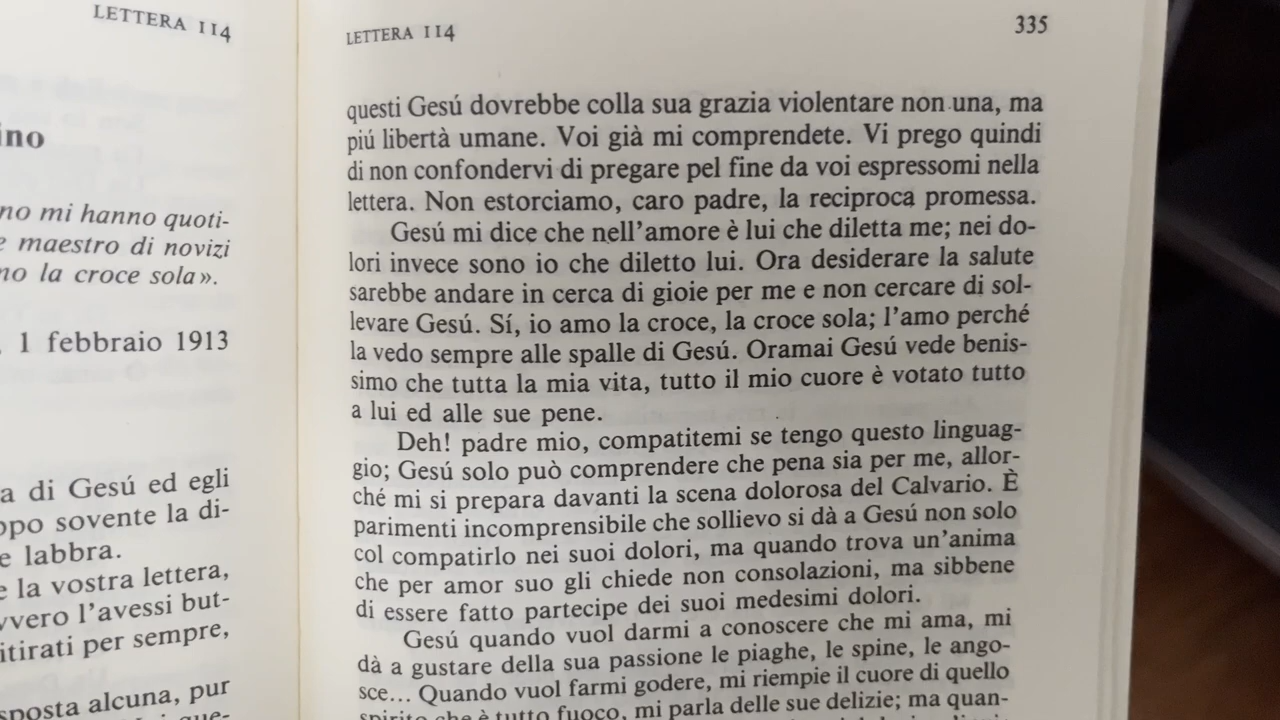 LETTERA 114
no mi hanno quoti-
maestro di novizi
la croce sola».
1 febbraio 1913
di Gesú ed egli
sovente la di-
labbra.
la vostra lettera,
l'avessi but-
per sempre,
alcuna, pur
LETTERA 114 335
questi Gesú dovrebbe colla sua grazia violentare non una, ma
piú libertà umane. Voi già mi comprendete. Vi prego quindi
di non confondervi di pregare pel fine da voi espressomi nella
lettera. Non estorciamo, caro padre, la reciproca promessa.
Gesú mi dice che nell'amore è lui che diletta me; nei do-
lori invece sono io che diletto lui. Ora desiderare la salute
sarebbe andare in cerca di gioie per me e non cercare di sol-
levare Gesú. Sí, io amo la croce, la croce sola; l'amo perché
la vedo sempre alle spalle di Gesú. Oramai Gesú vede benis-
simo che tutta la mia vita, tutto il mio cuore è votato tutto
a lui ed alle sue pene.
Deh! padre mio, compatitemi se tengo questo linguag-
gio; Gesú solo può comprendere che pena sia per me, allor-
ché mi si prepara davanti la scena dolorosa del Calvario. È
parimenti incomprensibile che sollievo si dà a Gesú non solo
col compatirlo nei suoi dolori, ma quando trova un'anima
che per amor suo gli chiede non consolazioni, ma sibbene
di essere fatto partecipe dei suoi medesimi dolori.
Gesú quando vuol darmi a conoscere che mi ama, mi
dà a gustare della sua passione le piaghe, le spine, le ango-
sce... Quando vuol farmi godere, mi riempie il cuore di quello
spirito che è tutto fuoco, mi parla delle sue delizie; ma quan-